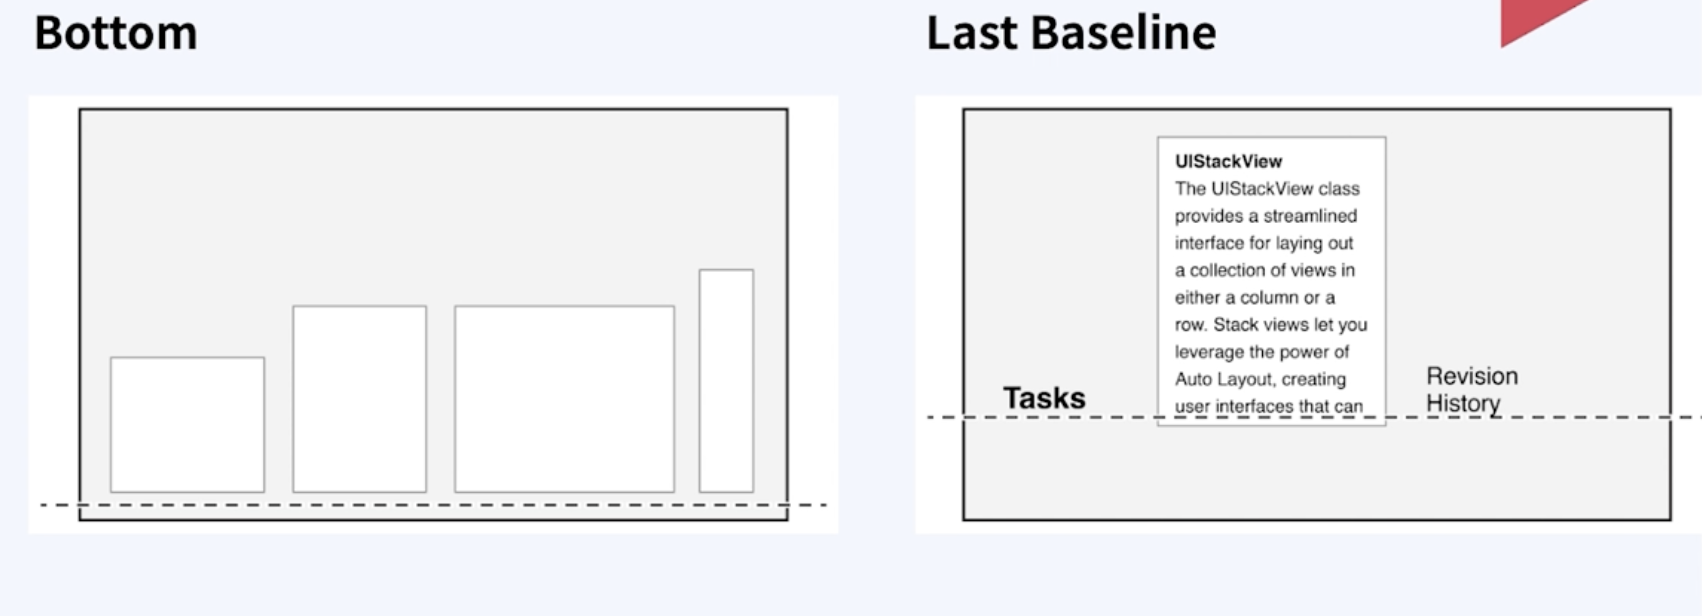 Bottom
Last Baseline
UIStackView
The UIStackView class
provides a streamlined
interface for laying out
a collection of views in
either a column or a
row. Stack views let you
leverage the power of
Auto Layout, creating
user interfaces that can
Tasks
Revision
History